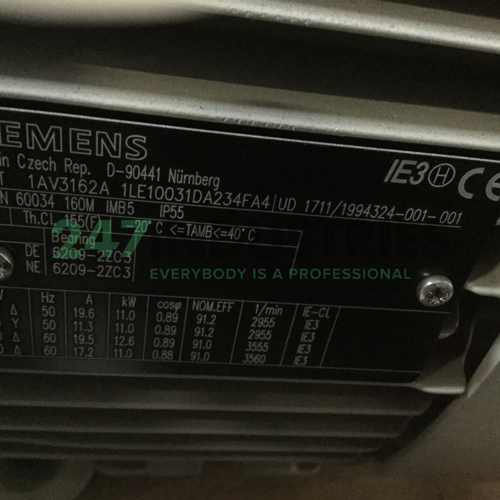 EMENS
in Czech Rep. D-90441 Nürnberg
T 1AV3162A 1LE10031DA234FA4 UD 1711/1994324-001-001
N 60034 160M IMB5 IP55
Th.Cl. 155(F) -20°C <=TAMB<=40°C
Bearing
DE 6209-2ZC3
NE 6209-2ZC3
IE3 H CE
247
EVERYBODY IS A PROFESSIONAL
V Hz A kW cosφ NOM.EFF 1/min IE-CL
Δ 50 19.6 11.0 0.89 91.2 2955 IE3
Y 50 11.3 11.0 0.89 91.2 2955 IE3
Δ 60 19.5 12.6 0.89 91.0 3555 IE3
Δ 60 17.2 11.0 0.88 91.0 3560 IE3